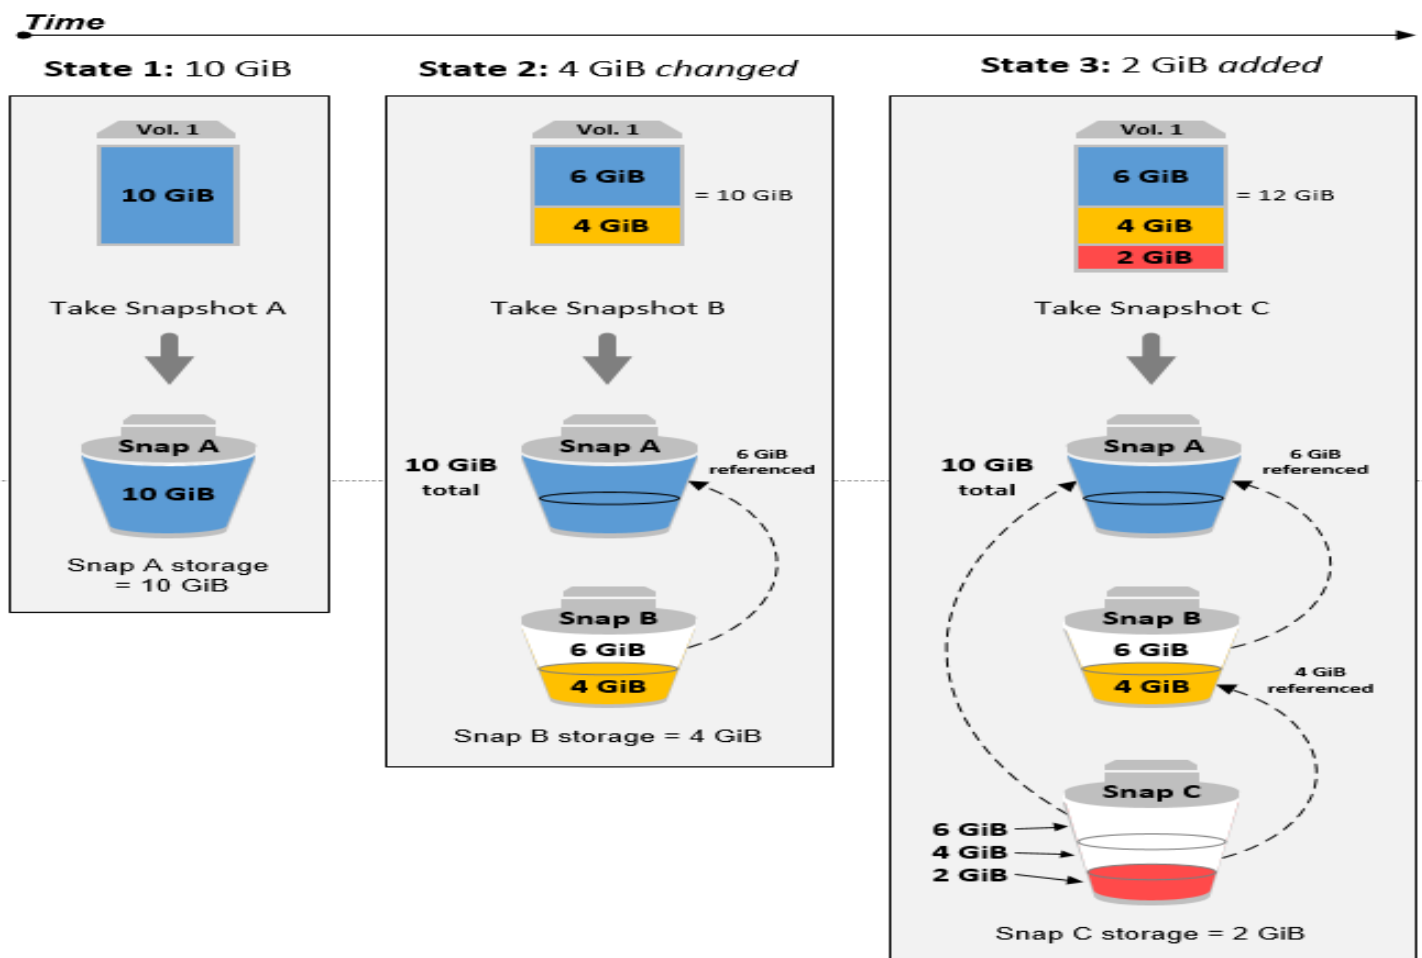 Time
State 1: 10 GiB
Vol. 1
10 GiB
Take Snapshot A
Snap A
10 GiB
Snap A storage
= 10 GiB
State 2: 4 GiB changed
Vol. 1
6 GiB
= 10 GiB
4 GiB
Take Snapshot B
Snap A
10 GiB
total
6 GiB
referenced
Snap B
6 GiB
4 GiB
Snap B storage = 4 GiB
State 3: 2 GiB added
Vol. 1
6 GiB
= 12 GiB
4 GiB
2 GiB
Take Snapshot C
Snap A
10 GiB
total
6 GiB
referenced
Snap B
6 GiB
4 GiB
4 GiB
referenced
Snap C
6 GiB
4 GiB
2 GiB
Snap C storage = 2 GiB